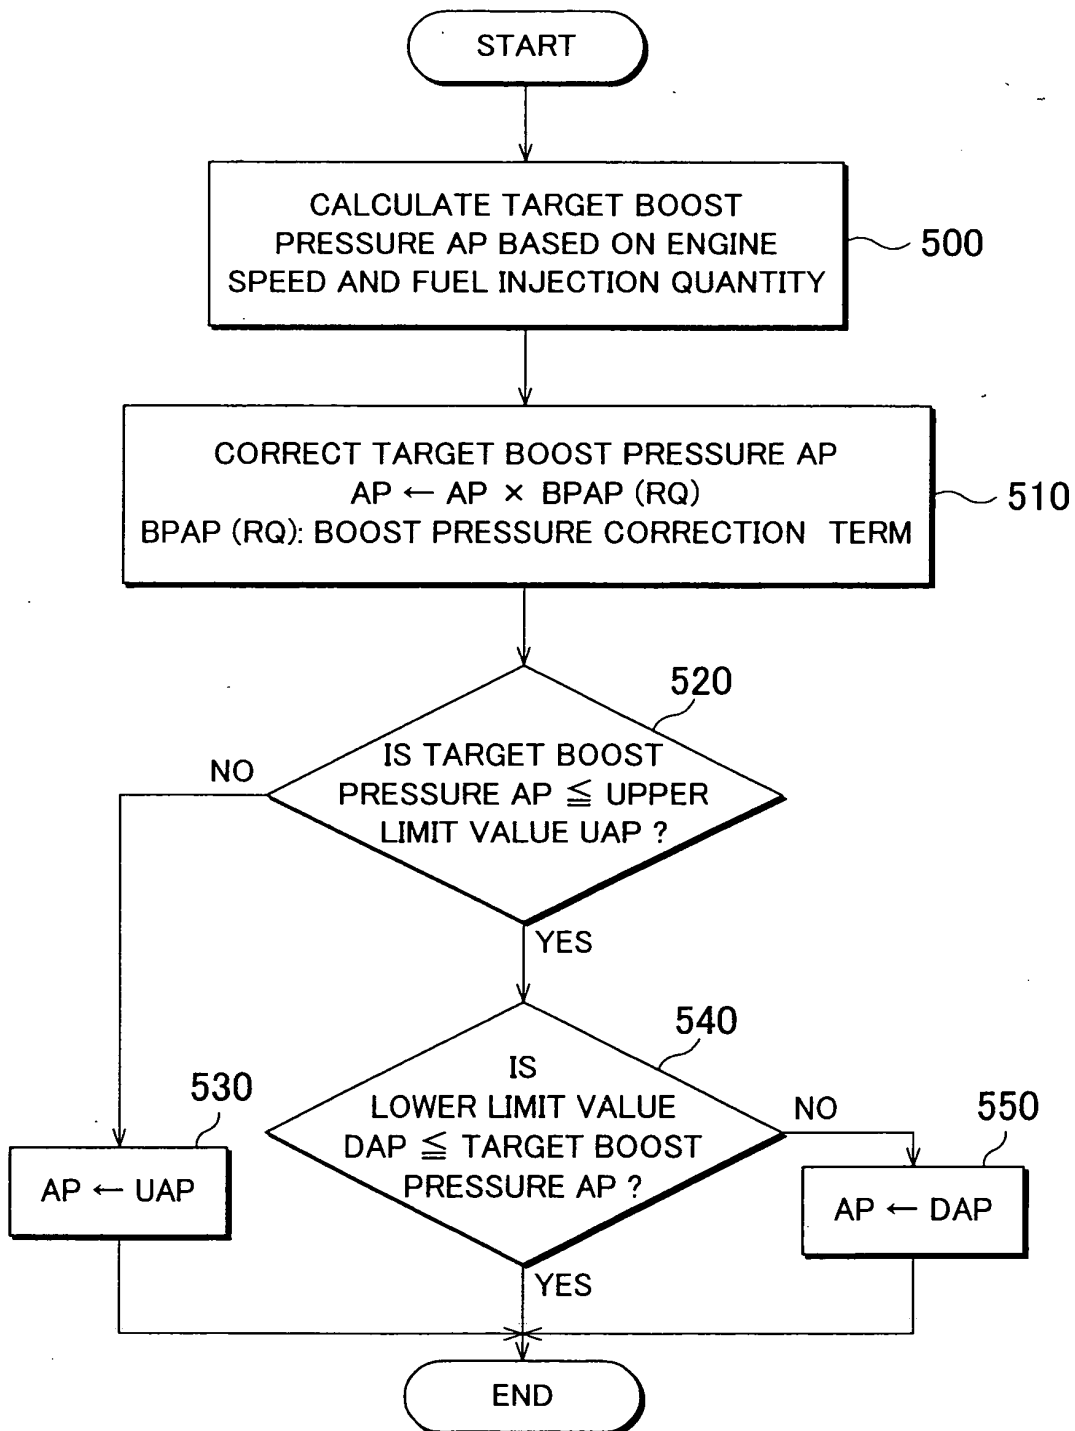 START
CALCULATE TARGET BOOST
PRESSURE AP BASED ON ENGINE
SPEED AND FUEL INJECTION QUANTITY
500
CORRECT TARGET BOOST PRESSURE AP
AP ← AP × BPAP (RQ)
BPAP (RQ): BOOST PRESSURE CORRECTION TERM
510
520
IS TARGET BOOST
PRESSURE AP ≦ UPPER
LIMIT VALUE UAP ?
NO
YES
540
IS
LOWER LIMIT VALUE
DAP ≦ TARGET BOOST
PRESSURE AP ?
NO
YES
530
AP ← UAP
550
AP ← DAP
END